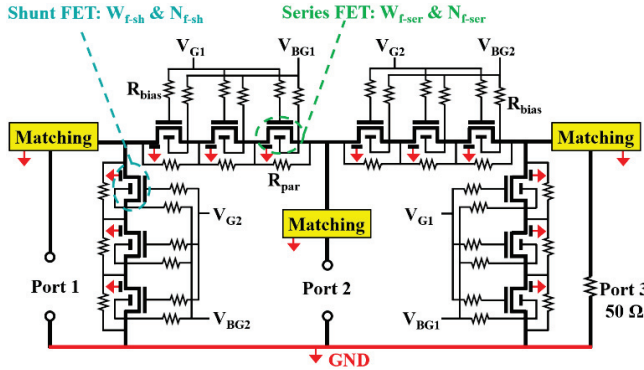 Shunt FET: Wf-sh & Nf-sh
Series FET: Wf-ser & Nf-ser
VG1
VBG1
VG2
VBG2
Rbias
Rbias
Matching
Matching
Rpar
Matching
VG2
VG1
Port 1
Port 2
Port 3
50 Ω
VBG2
VBG1
GND